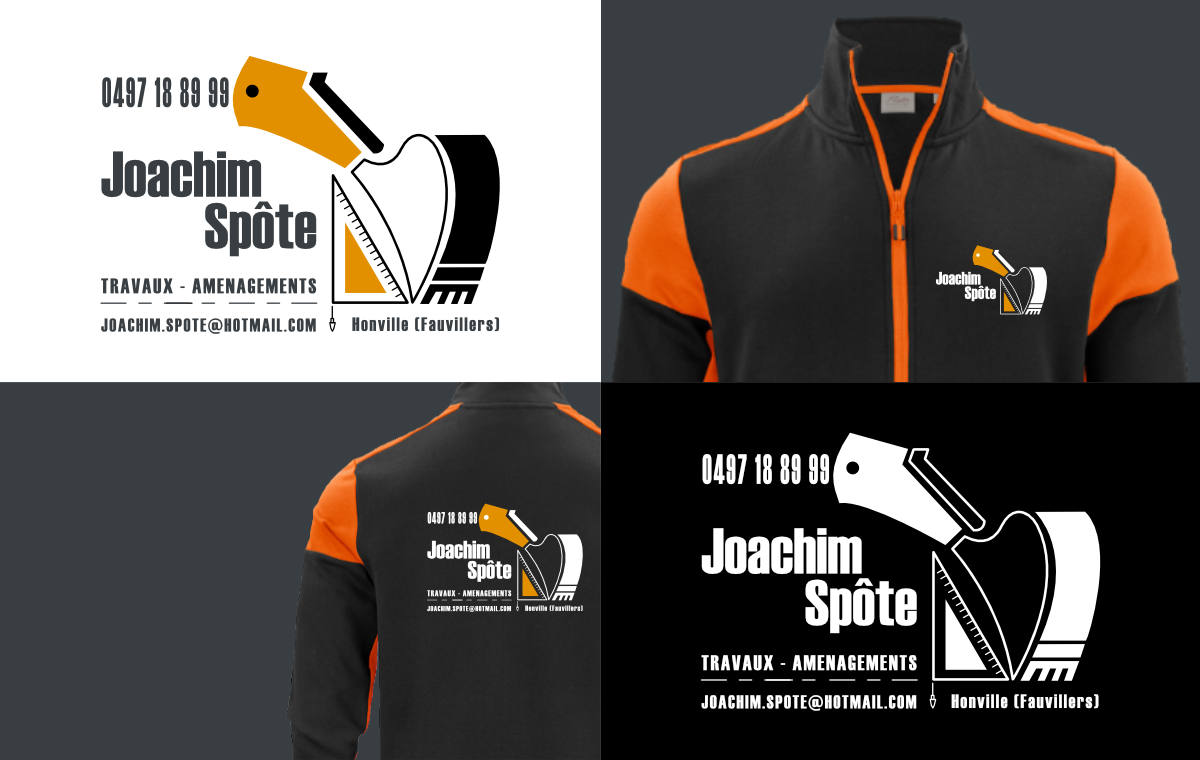 0497 18 89 99
Joachim
Spôte
TRAVAUX - AMENAGEMENTS
JOACHIM.SPOTE@HOTMAIL.COM
Honville (Fauvillers)
Joachim
Spôte
0497 18 89 99
Joachim
Spôte
TRAVAUX - AMENAGEMENTS
JOACHIM.SPOTE@HOTMAIL.COM
Honville (Fauvillers)
0497 18 89 99
Joachim
Spôte
TRAVAUX - AMENAGEMENTS
JOACHIM.SPOTE@HOTMAIL.COM
Honville (Fauvillers)